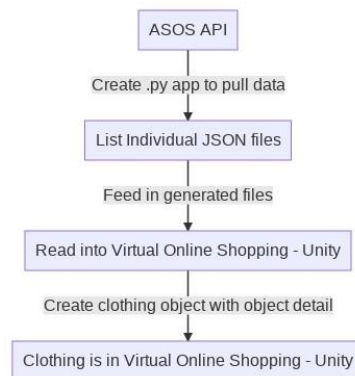 ASOS API
Create .py app to pull data
List Individual JSON files
Feed in generated files
Read into Virtual Online Shopping - Unity
Create clothing object with object detail
Clothing is in Virtual Online Shopping - Unity